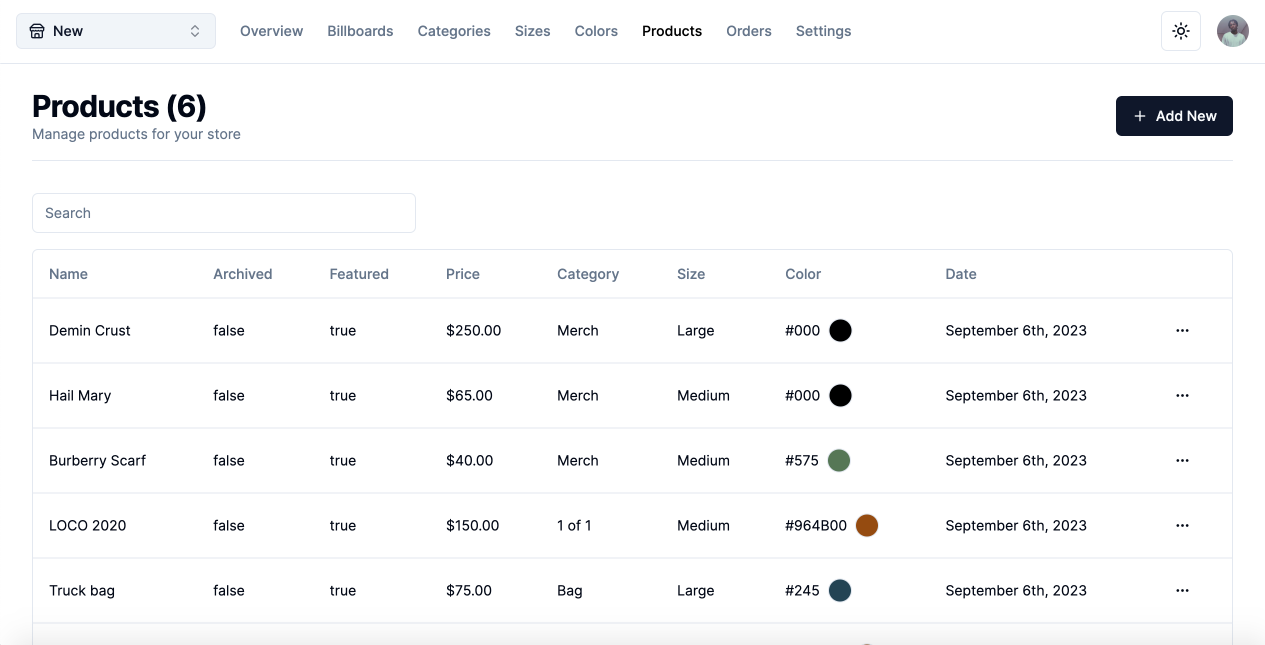 New Overview Billboards Categories Sizes Colors Products Orders Settings
Products (6)
Manage products for your store
+ Add New
Search
Name Archived Featured Price Category Size Color Date
Demin Crust false true $250.00 Merch Large #000 September 6th, 2023 ...
Hail Mary false true $65.00 Merch Medium #000 September 6th, 2023 ...
Burberry Scarf false true $40.00 Merch Medium #575 September 6th, 2023 ...
LOCO 2020 false true $150.00 1 of 1 Medium #964B00 September 6th, 2023 ...
Truck bag false true $75.00 Bag Large #245 September 6th, 2023 ...